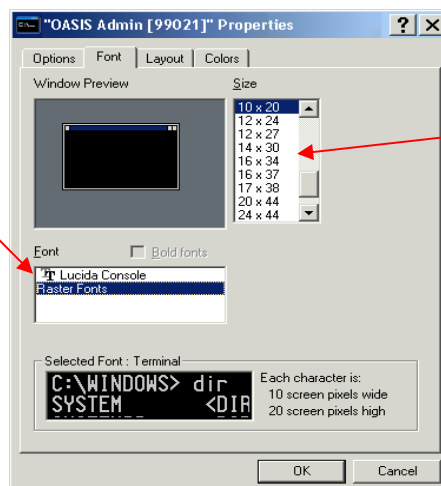 "OASIS Admin [99021]" Properties
Options Font Layout Colors
Window Preview
Size
10 x 20
12 x 24
12 x 27
14 x 30
16 x 34
16 x 37
17 x 38
20 x 44
24 x 44
Font
Bold fonts
Lucida Console
Raster Fonts
Selected Font : Terminal
C:\WINDOWS> dir
SYSTEM <DIR
Each character is:
10 screen pixels wide
20 screen pixels high
OK Cancel